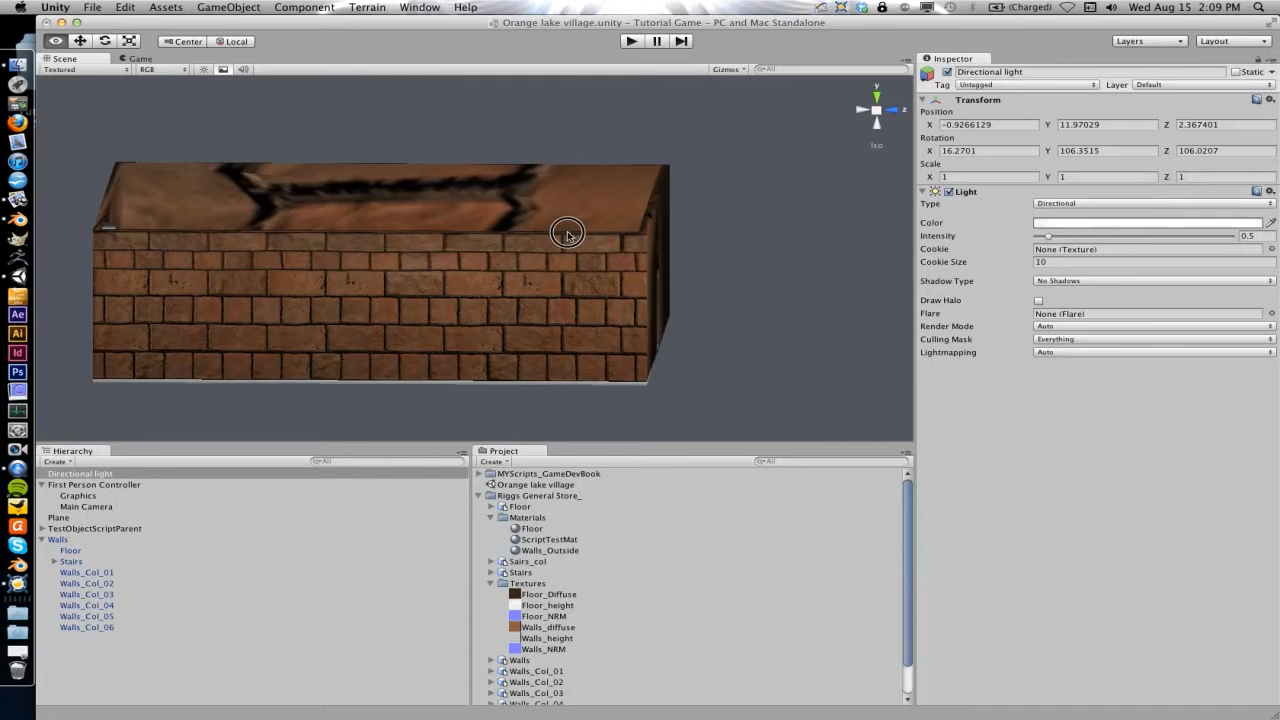 Unity File Edit Assets GameObject Component Terrain Window Help (Charged) Wed Aug 15 2:09 PM
Orange lake village.unity - Tutorial Game - PC and Mac Standalone
Center Local Layers Layout
Scene Game
Textured RGB Gizmos All
y
z
Iso
Inspector
Directional light Static
Tag Untagged Layer Default
Transform
Position
X -0.9266129 Y 11.97029 Z 2.367401
Rotation
X 16.2701 Y 106.3515 Z 106.0207
Scale
X 1 Y 1 Z 1
Light
Type Directional
Color
Intensity 0.5
Cookie None (Texture)
Cookie Size 10
Shadow Type No Shadows
Draw Halo
Flare None (Flare)
Render Mode Auto
Culling Mask Everything
Lightmapping Auto
Hierarchy
Create All
Directional light
First Person Controller
Graphics
Main Camera
Plane
TestObjectScriptParent
Walls
Floor
Stairs
Walls_Col_01
Walls_Col_02
Walls_Col_03
Walls_Col_04
Walls_Col_05
Walls_Col_06
Project
Create All
MYScripts_GameDevBook
Orange lake village
Riggs General Store_
Floor
Materials
Floor
ScriptTestMat
Walls_Outside
Sairs_col
Stairs
Textures
Floor_Diffuse
Floor_height
Floor_NRM
Walls_diffuse
Walls_height
Walls_NRM
Walls
Walls_Col_01
Walls_Col_02
Walls_Col_03
Walls_Col_04
Ae
Ai
Id
Ps